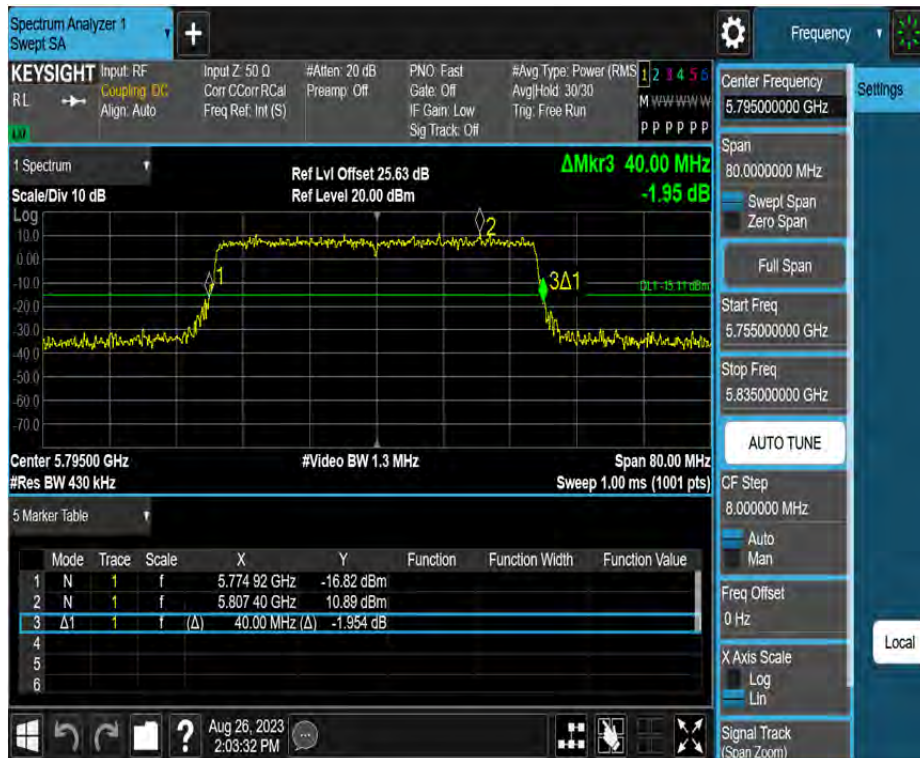 Spectrum Analyzer 1
Swept SA
+
Frequency
KEYSIGHT
RL
Input: RF
Coupling: DC
Align: Auto
Input Z: 50 Ω
Corr CCorr RCal
Freq Ref: Int (S)
#Atten: 20 dB
Preamp: Off
PNO: Fast
Gate: Off
IF Gain: Low
Sig Track: Off
#Avg Type: Power (RMS
Avg|Hold: 30/30
Trig: Free Run
1 2 3 4 5 6
M W W W W W
P P P P P P
Center Frequency
5.795000000 GHz
Settings
Span
80.0000000 MHz
Swept Span
Zero Span
Full Span
Start Freq
5.755000000 GHz
Stop Freq
5.835000000 GHz
AUTO TUNE
CF Step
8.000000 MHz
Auto
Man
Freq Offset
0 Hz
X Axis Scale
Log
Lin
Signal Track
(Span Zoom)
Local
1 Spectrum
Scale/Div 10 dB
Ref Lvl Offset 25.63 dB
Ref Level 20.00 dBm
ΔMkr3 40.00 MHz
-1.95 dB
Log
10.0
0.00
-10.0
-20.0
-30.0
-40.0
-50.0
-60.0
-70.0
1
2
3Δ1
DL1 -15.11 dBm
Center 5.79500 GHz
#Video BW 1.3 MHz
Span 80.00 MHz
#Res BW 430 kHz
Sweep 1.00 ms (1001 pts)
5 Marker Table
Mode Trace Scale X Y Function Function Width Function Value
1 N 1 f 5.774 92 GHz -16.82 dBm
2 N 1 f 5.807 40 GHz 10.89 dBm
3 Δ1 1 f (Δ) 40.00 MHz (Δ) -1.954 dB
4
5
6
?
Aug 26, 2023
2:03:32 PM